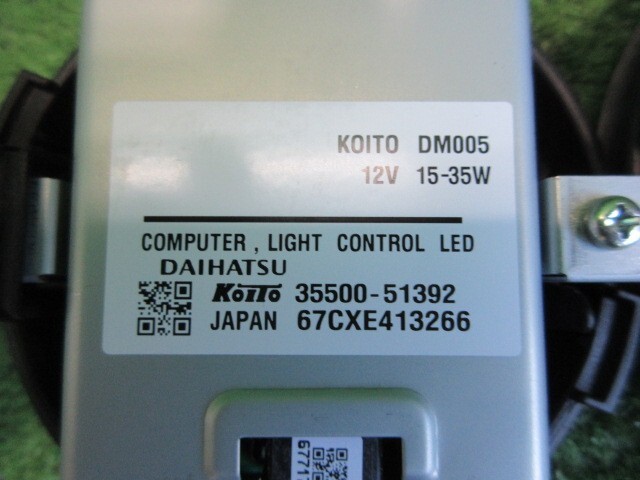 KOITO DM005
12V 15-35W
COMPUTER , LIGHT CONTROL LED
DAIHATSU
KOITO 35500-51392
JAPAN 67CXE413266